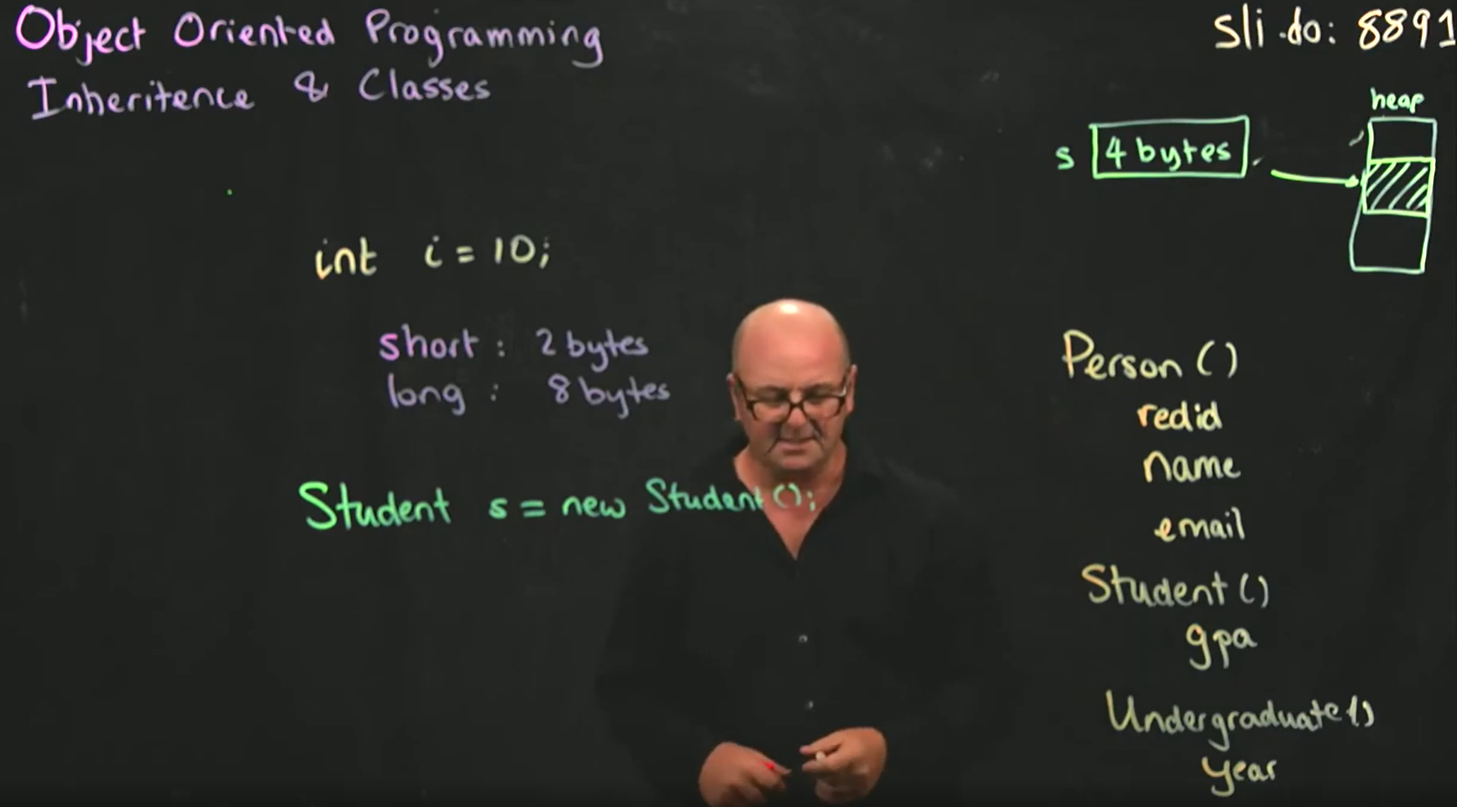 Object Oriented Programming
Inheritence & Classes
sli.do: 8891
heap
s 4 bytes
int i = 10;
short : 2 bytes
long : 8 bytes
Student s = new Student();
Person ()
redid
name
email
Student ()
gpa
Undergraduate ()
year